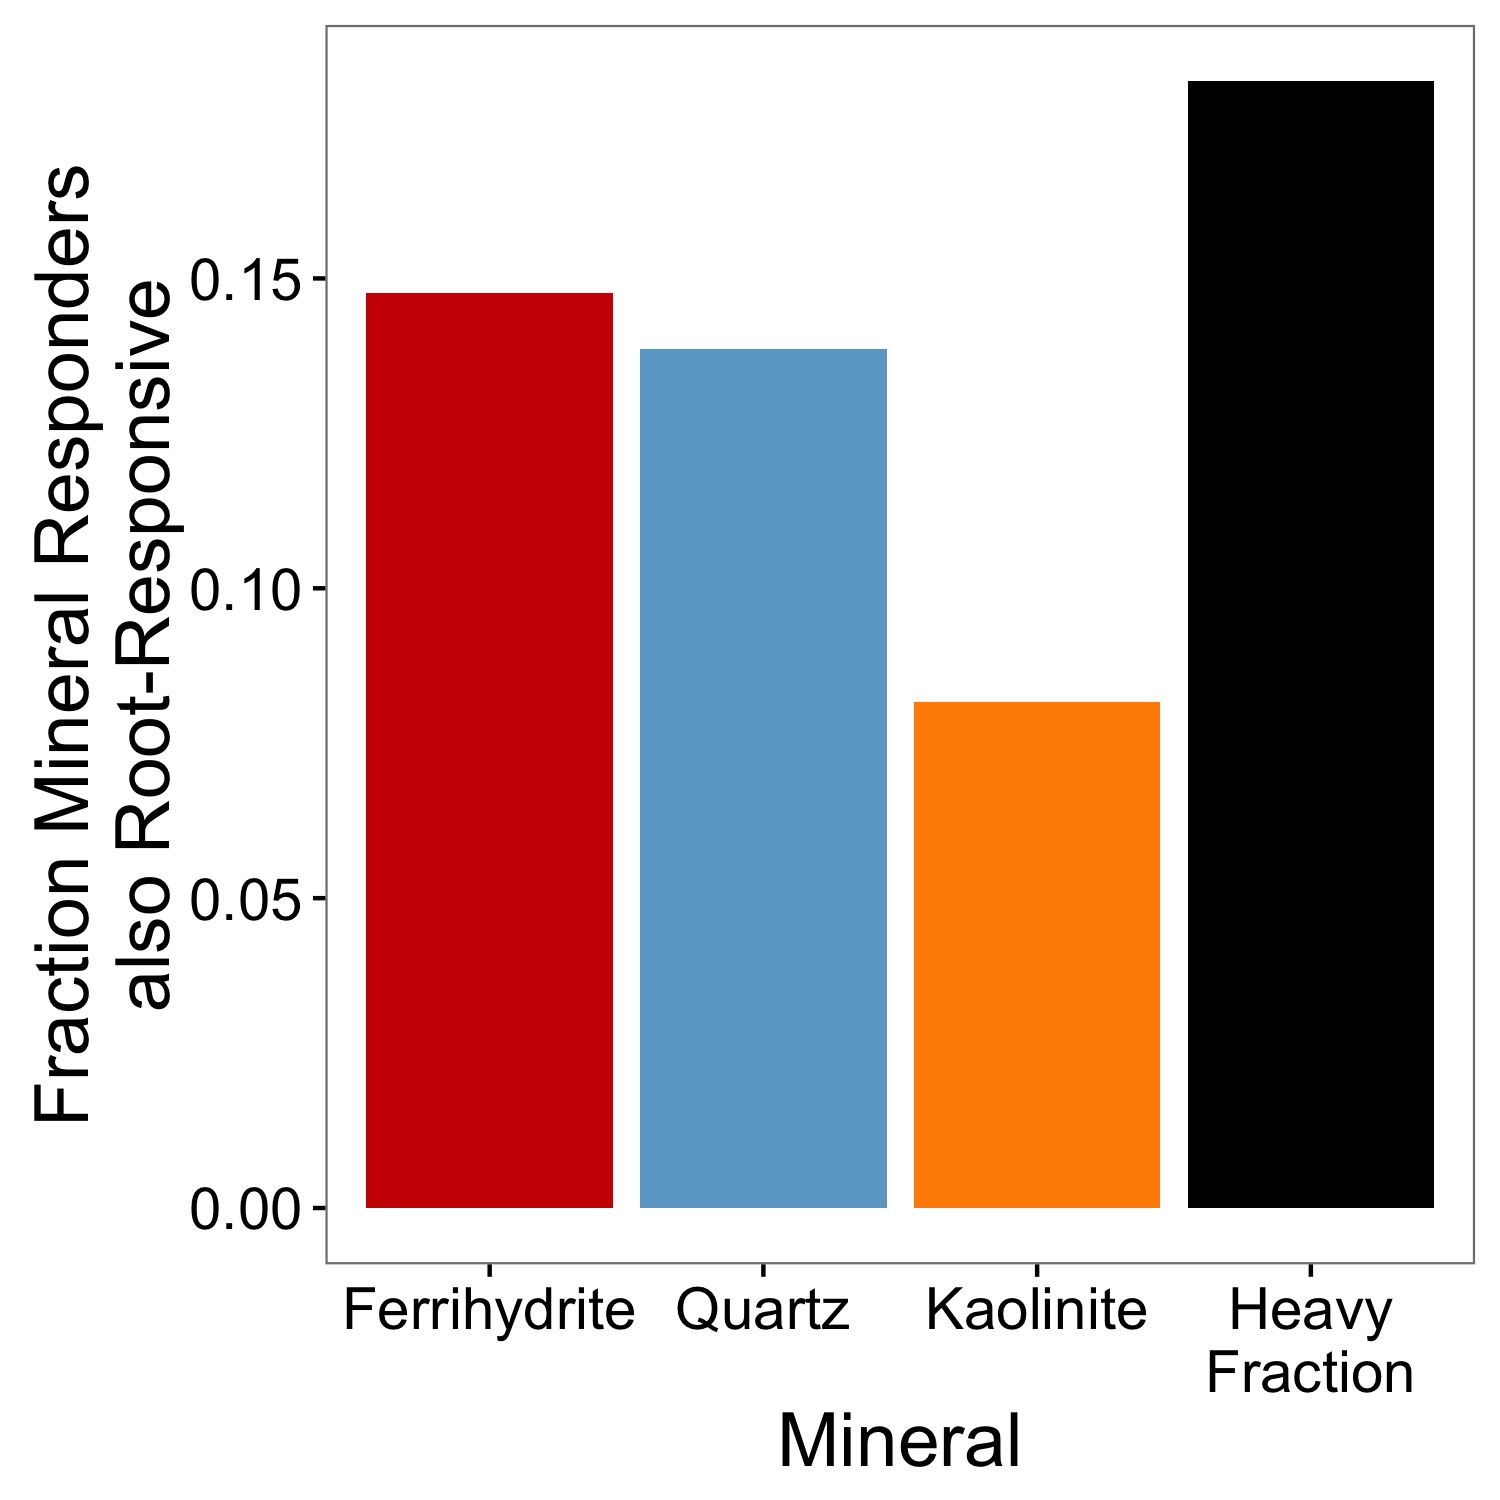 Fraction Mineral Responders
also Root-Responsive
0.15
0.10
0.05
0.00
Ferrihydrite
Quartz
Kaolinite
Heavy
Fraction
Mineral